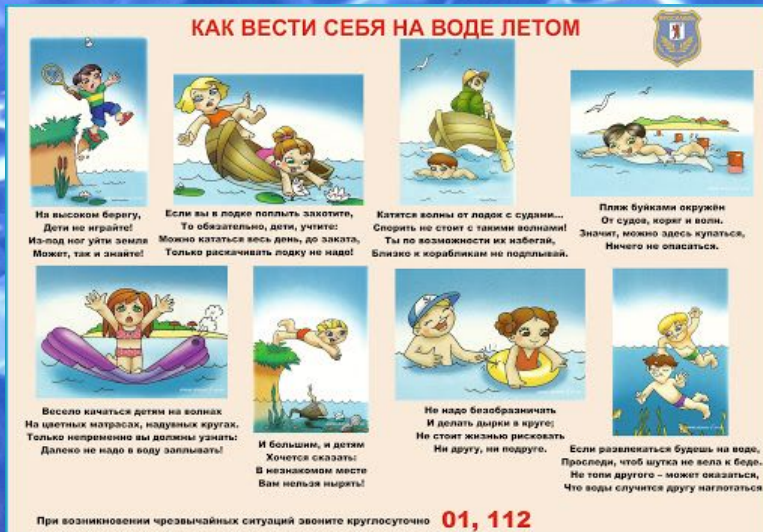 КАК ВЕСТИ СЕБЯ НА ВОДЕ ЛЕТОМ
ЯРОСЛАВЛЬ
На высоком берегу,
Дети не играйте!
Из-под ног уйти земля
Может, так и знайте!
Если вы в лодке поплыть захотите,
То обязательно, дети, учтите:
Можно кататься весь день, до заката,
Только раскачивать лодку не надо!
Катятся волны от лодок с судами...
Спорить не стоит с такими волнами!
Ты по возможности их избегай,
Близко к корабликам не подплывай.
Пляж буйками окружён
От судов, коряг и волн.
Значит, можно здесь купаться,
Ничего не опасаться.
Весело качаться детям на волнах
На цветных матрасах, надувных кругах.
Только непременно вы должны узнать:
Далеко не надо в воду заплывать!
И большим, и детям
Хочется сказать:
В незнакомом месте
Вам нельзя нырять!
Не надо безобразничать
И делать дырки в круге;
Не стоит жизнью рисковать
Ни другу, ни подруге.
Если развлекаться будешь на воде,
Проследи, чтоб шутка не вела к беде.
Не топи другого – может оказаться,
Что воды случится другу наглотаться
При возникновении чрезвычайных ситуаций звоните круглосуточно 01, 112